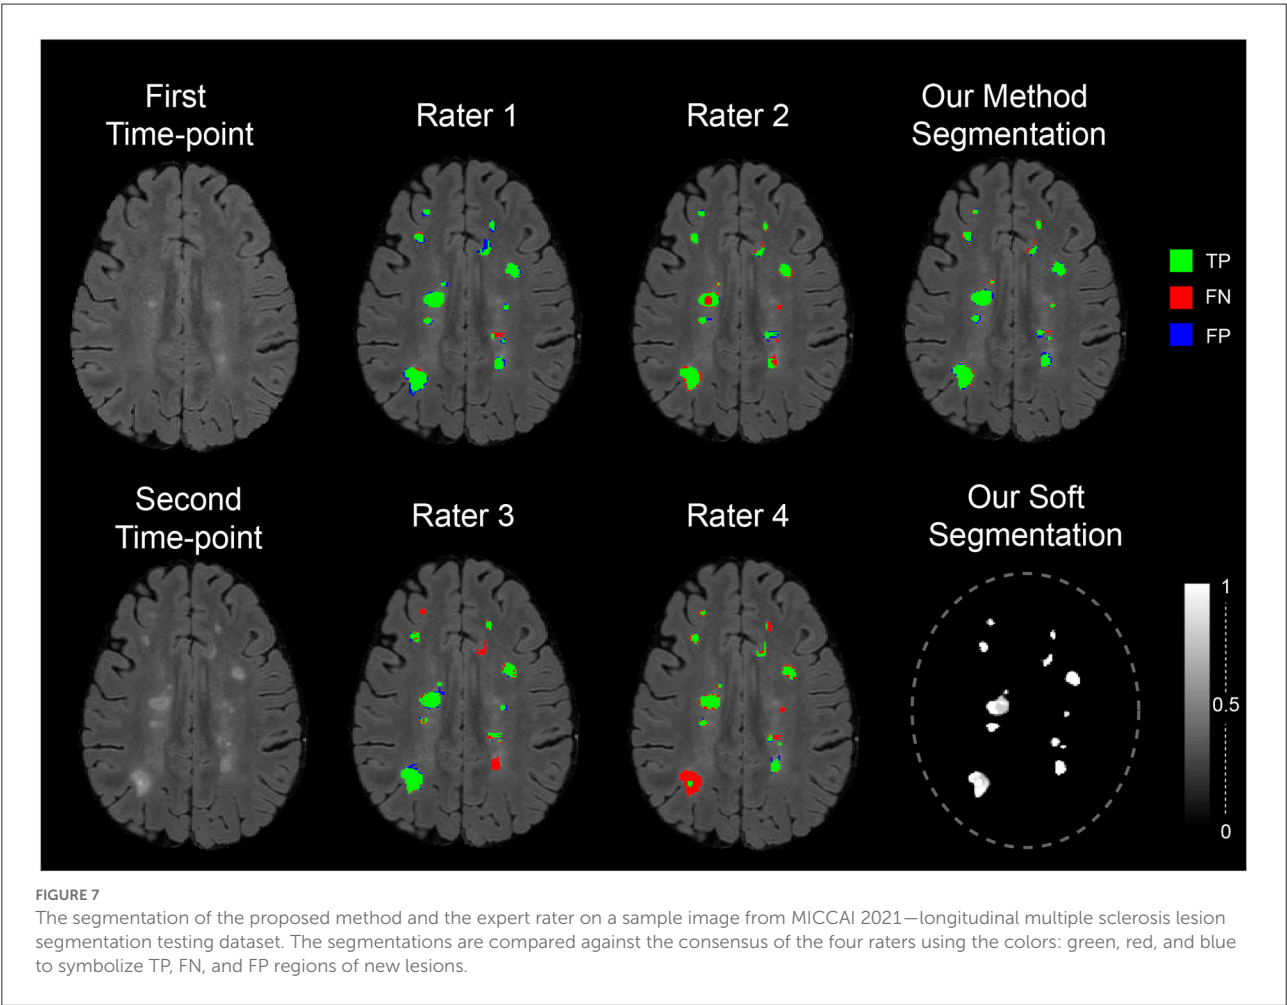 First
Time-point
Rater 1
Rater 2
Our Method
Segmentation
TP
FN
FP
Second
Time-point
Rater 3
Rater 4
Our Soft
Segmentation
1
0.5
0
FIGURE 7
The segmentation of the proposed method and the expert rater on a sample image from MICCAI 2021—longitudinal multiple sclerosis lesion
segmentation testing dataset. The segmentations are compared against the consensus of the four raters using the colors: green, red, and blue
to symbolize TP, FN, and FP regions of new lesions.